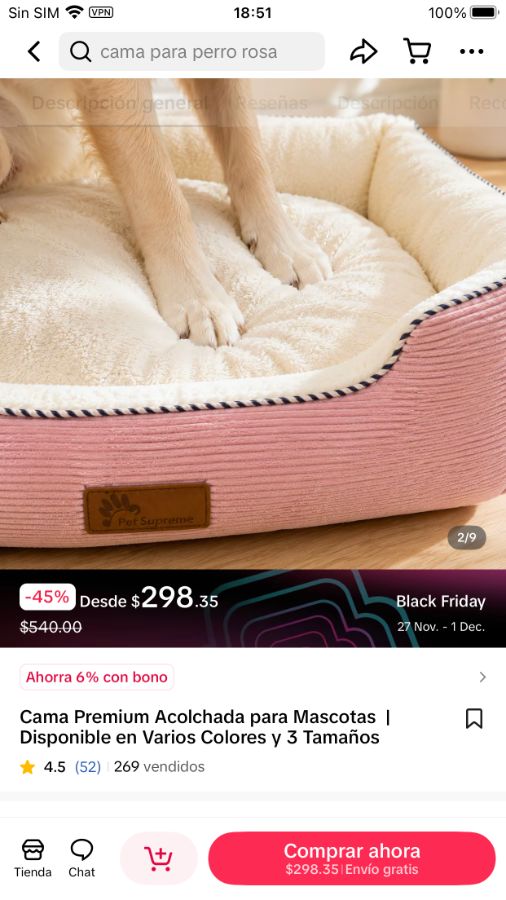 Sin SIM VPN 18:51 100%
cama para perro rosa
Descripción general Reseñas Descripción Reco
Pet Supreme
2/9
-45% Desde $298.35 Black Friday
$540.00 27 Nov. - 1 Dec.
Ahorra 6% con bono
Cama Premium Acolchada para Mascotas |
Disponible en Varios Colores y 3 Tamaños
4.5 (52) 269 vendidos
Tienda Chat Comprar ahora
$298.35 Envío gratis